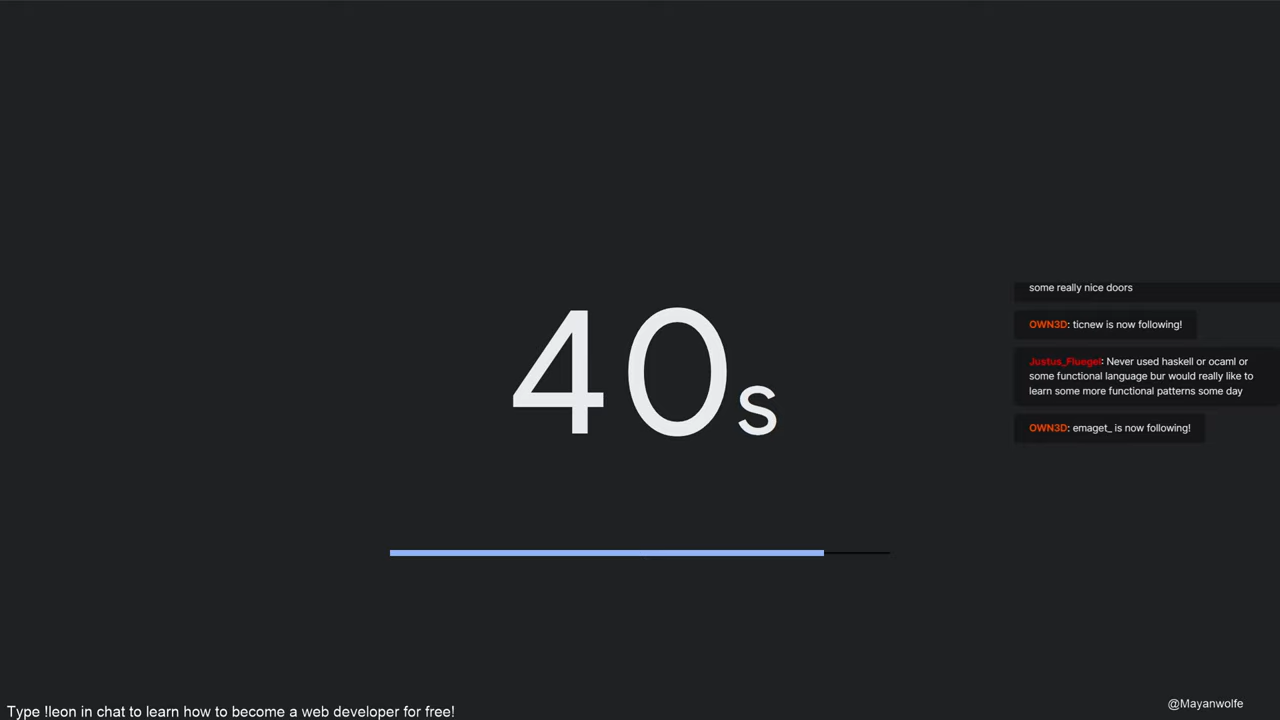 40s
some really nice doors
OWN3D: ticnew is now following!
Justus_Fluegel: Never used haskell or ocaml or
some functional language bur would really like to
learn some more functional patterns some day
OWN3D: emaget_ is now following!
@Mayanwolfe
Type !leon in chat to learn how to become a web developer for free!